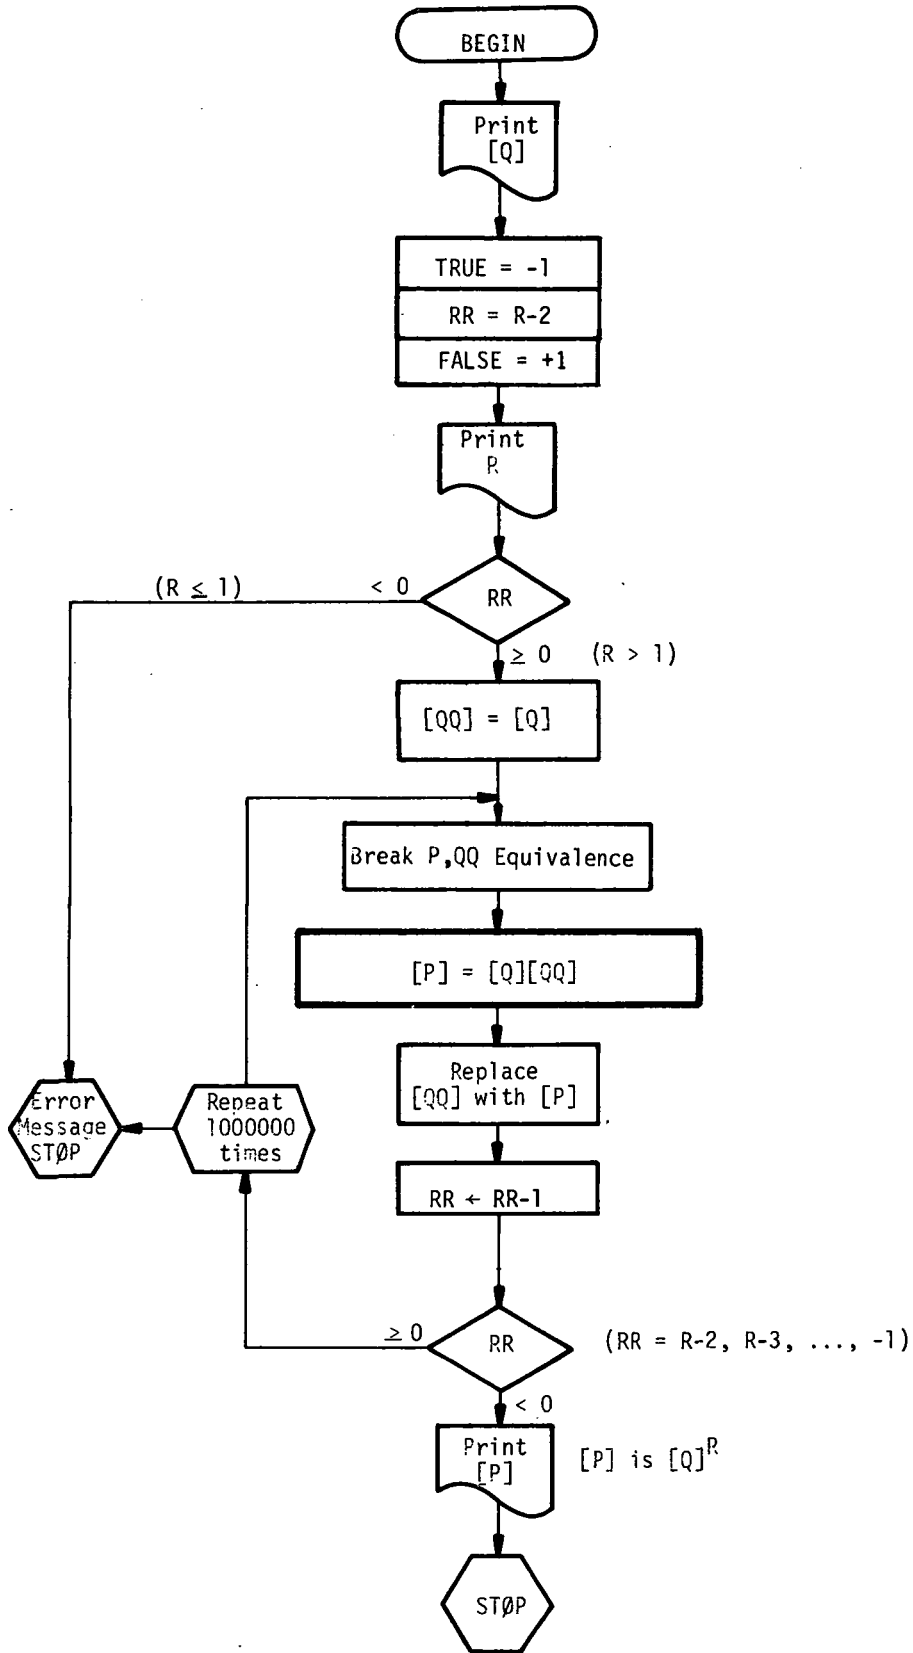 BEGIN
Print
[Q]
TRUE = -1
RR = R-2
FALSE = +1
Print
R
(R ≤ 1)
< 0
RR
≥ 0
(R > 1)
[QQ] = [Q]
Break P,QQ Equivalence
[P] = [Q][QQ]
Replace
[QQ] with [P]
Error
Message
STØP
Repeat
1000000
times
RR ← RR-1
≥ 0
RR
(RR = R-2, R-3, ..., -1)
< 0
Print
[P]
[P] is [Q]ᴿ
STØP